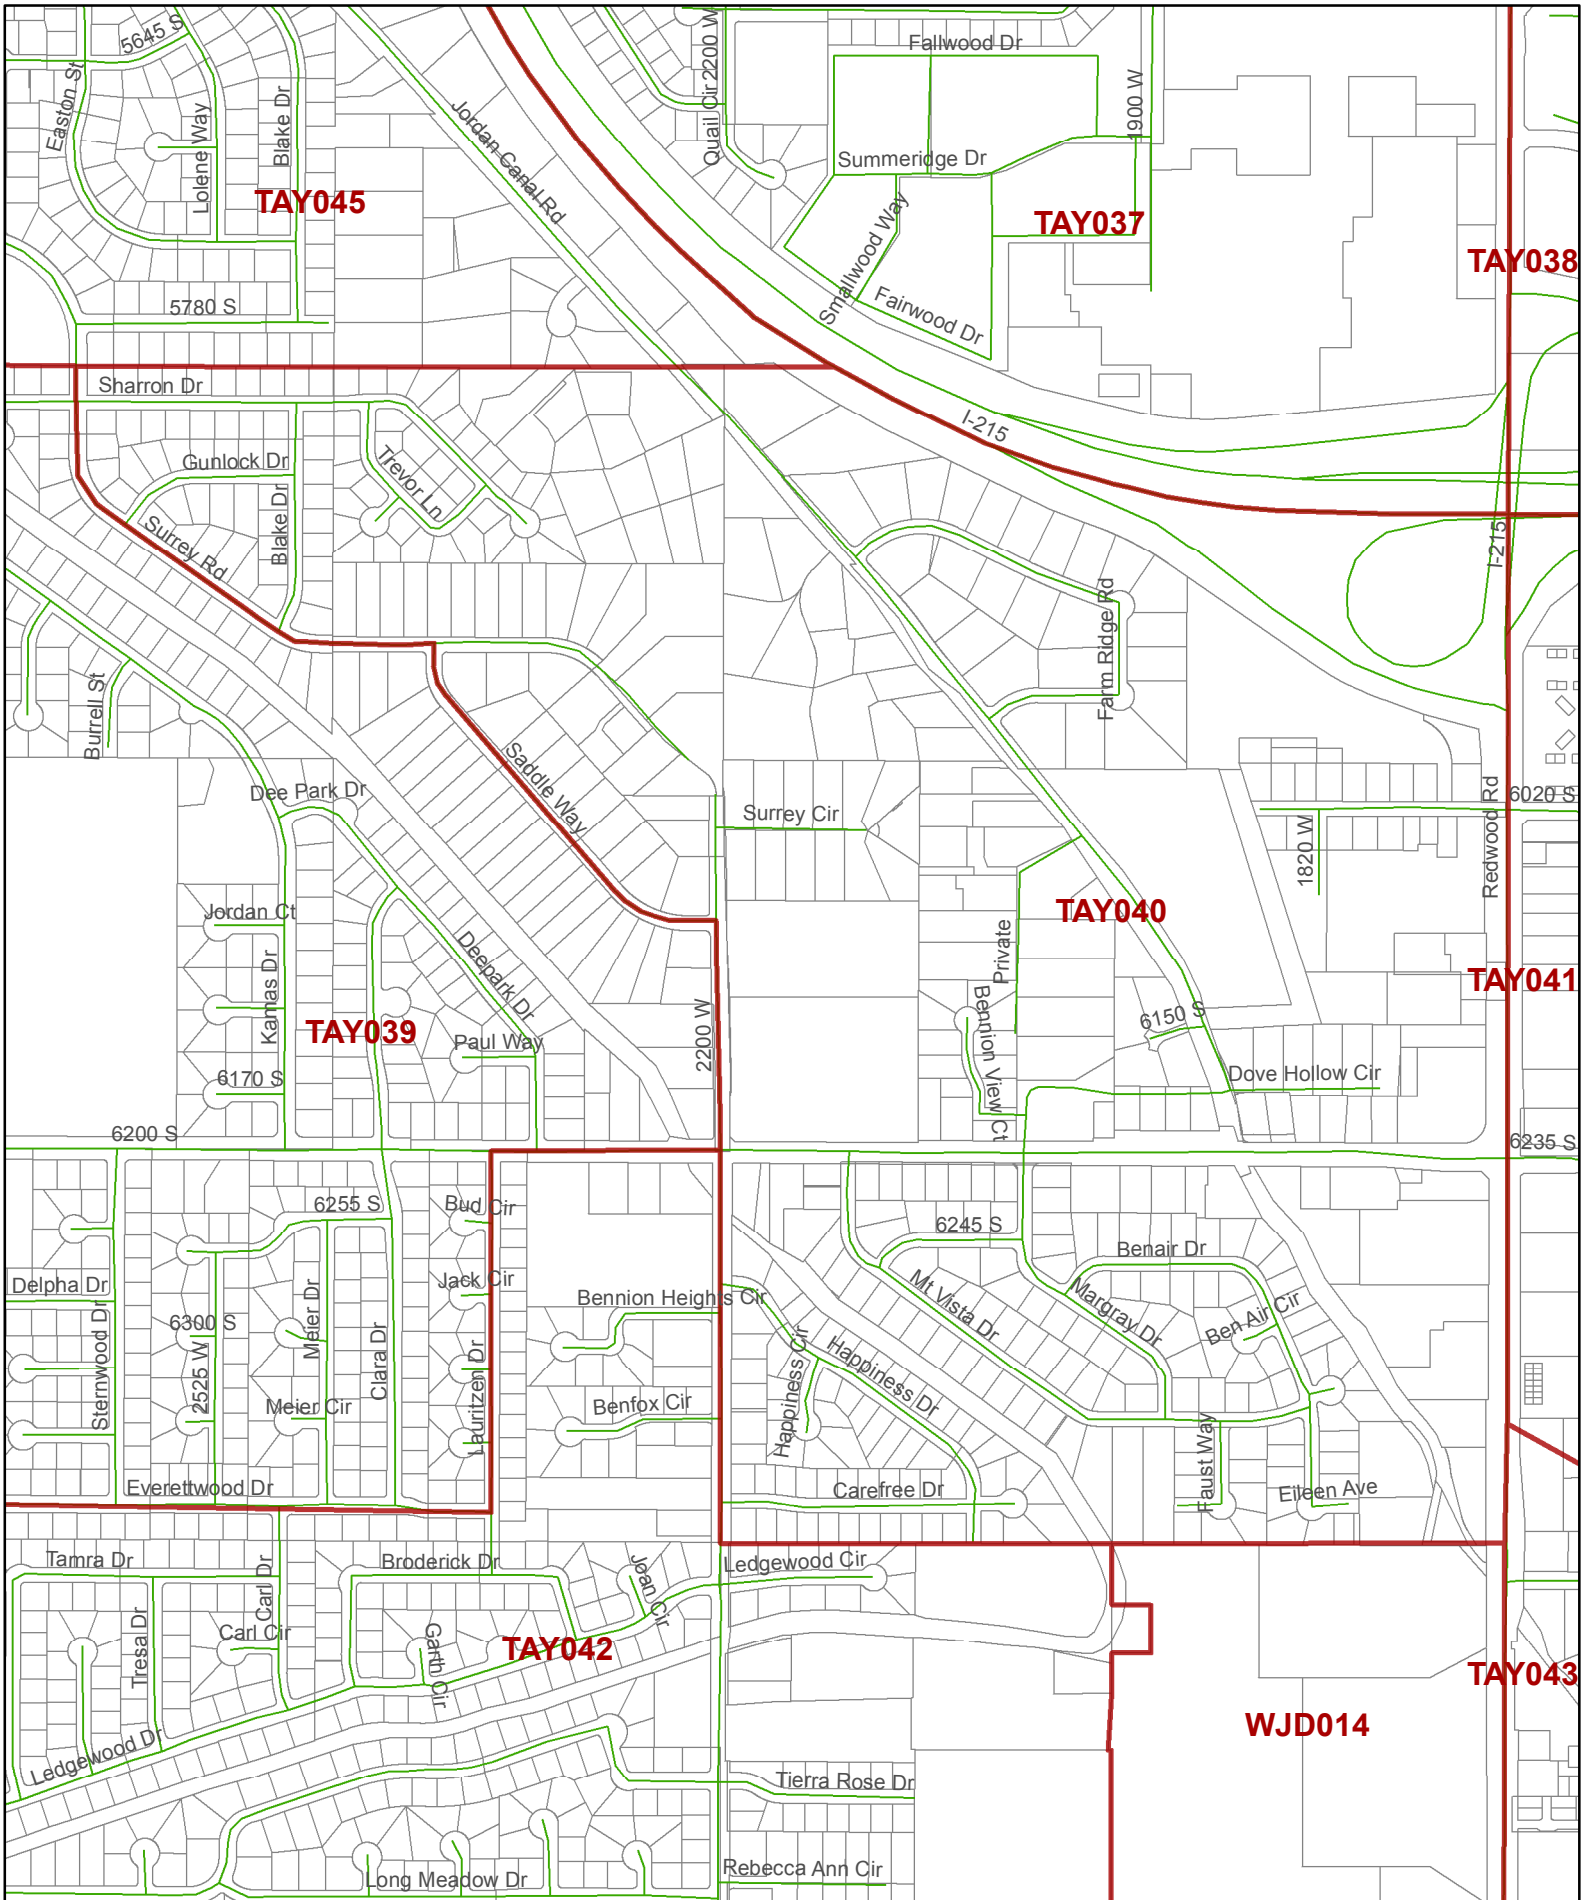 5645 S
Easton St
Lolene Way
Blake Dr
TAY045
Jordan Canal Rd
5780 S
Quail Cir
2200 W
Fallwood Dr
1900 W
Summeridge Dr
Smallwood Way
Fairwood Dr
TAY037
TAY038
Sharron Dr
Gunlock Dr
Trevor Ln
Blake Dr
Surrey Rd
I-215
I-215
Farm Ridge Rd
Burrell St
Saddle Way
Dee Park Dr
Surrey Cir
6020 S
Redwood Rd
1820 W
TAY040
Jordan Ct
Deepark Dr
Kamas Dr
TAY039
Paul Way
2200 W
Private
Bennion View Ct
TAY041
6150 S
6170 S
Dove Hollow Cir
6200 S
6235 S
6255 S
Bud Cir
6245 S
Benair Dr
Delpha Dr
Jack Cir
Bennion Heights Cir
Mt Vista Dr
Margray Dr
Ben Air Cir
6300 S
Meier Dr
Sternwood Dr
2525 W
Clara Dr
Lauritzen Dr
Happiness Cir
Happiness Dr
Meier Cir
Benfox Cir
Faust Way
Everettwood Dr
Carefree Dr
Eileen Ave
Tamra Dr
Carl Dr
Broderick Dr
Joan Cir
Ledgewood Cir
Tresa Dr
Carl Cir
Garth Cir
TAY042
TAY043
WJD014
Ledgewood Dr
Tierra Rose Dr
Long Meadow Dr
Rebecca Ann Cir